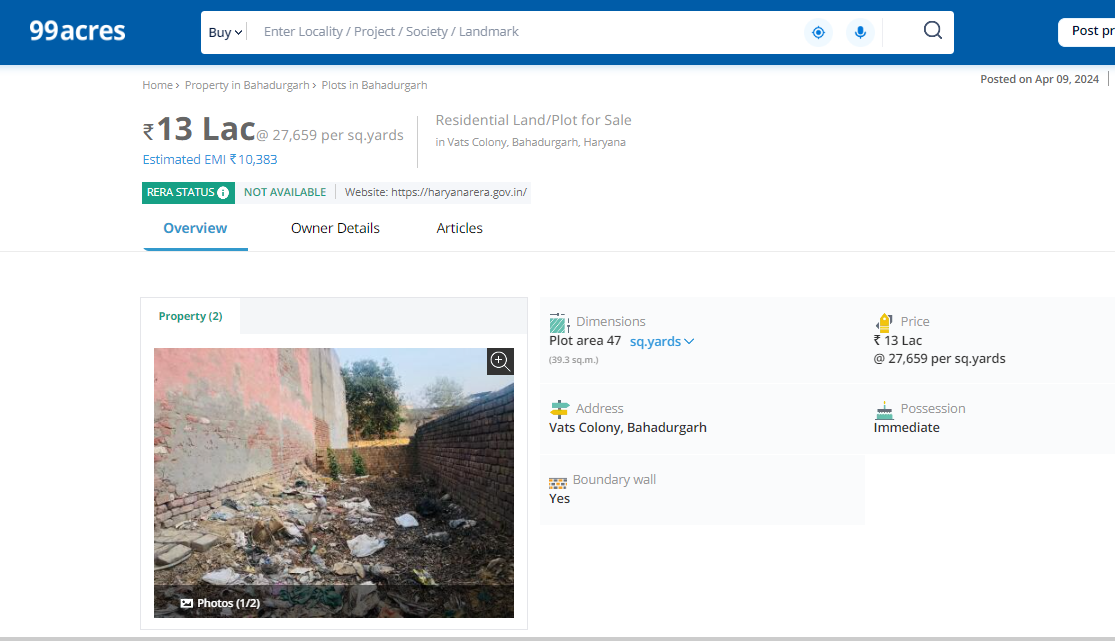 99acres
Buy
Enter Locality / Project / Society / Landmark
Post pr
Home › Property in Bahadurgarh › Plots in Bahadurgarh
Posted on Apr 09, 2024
₹13 Lac @ 27,659 per sq.yards
Estimated EMI ₹10,383
Residential Land/Plot for Sale
in Vats Colony, Bahadurgarh, Haryana
RERA STATUS NOT AVAILABLE Website: https://haryanarera.gov.in/
Overview Owner Details Articles
Property (2)
Photos (1/2)
Dimensions
Plot area 47 sq.yards
(39.3 sq.m.)
Price
₹ 13 Lac
@ 27,659 per sq.yards
Address
Vats Colony, Bahadurgarh
Possession
Immediate
Boundary wall
Yes